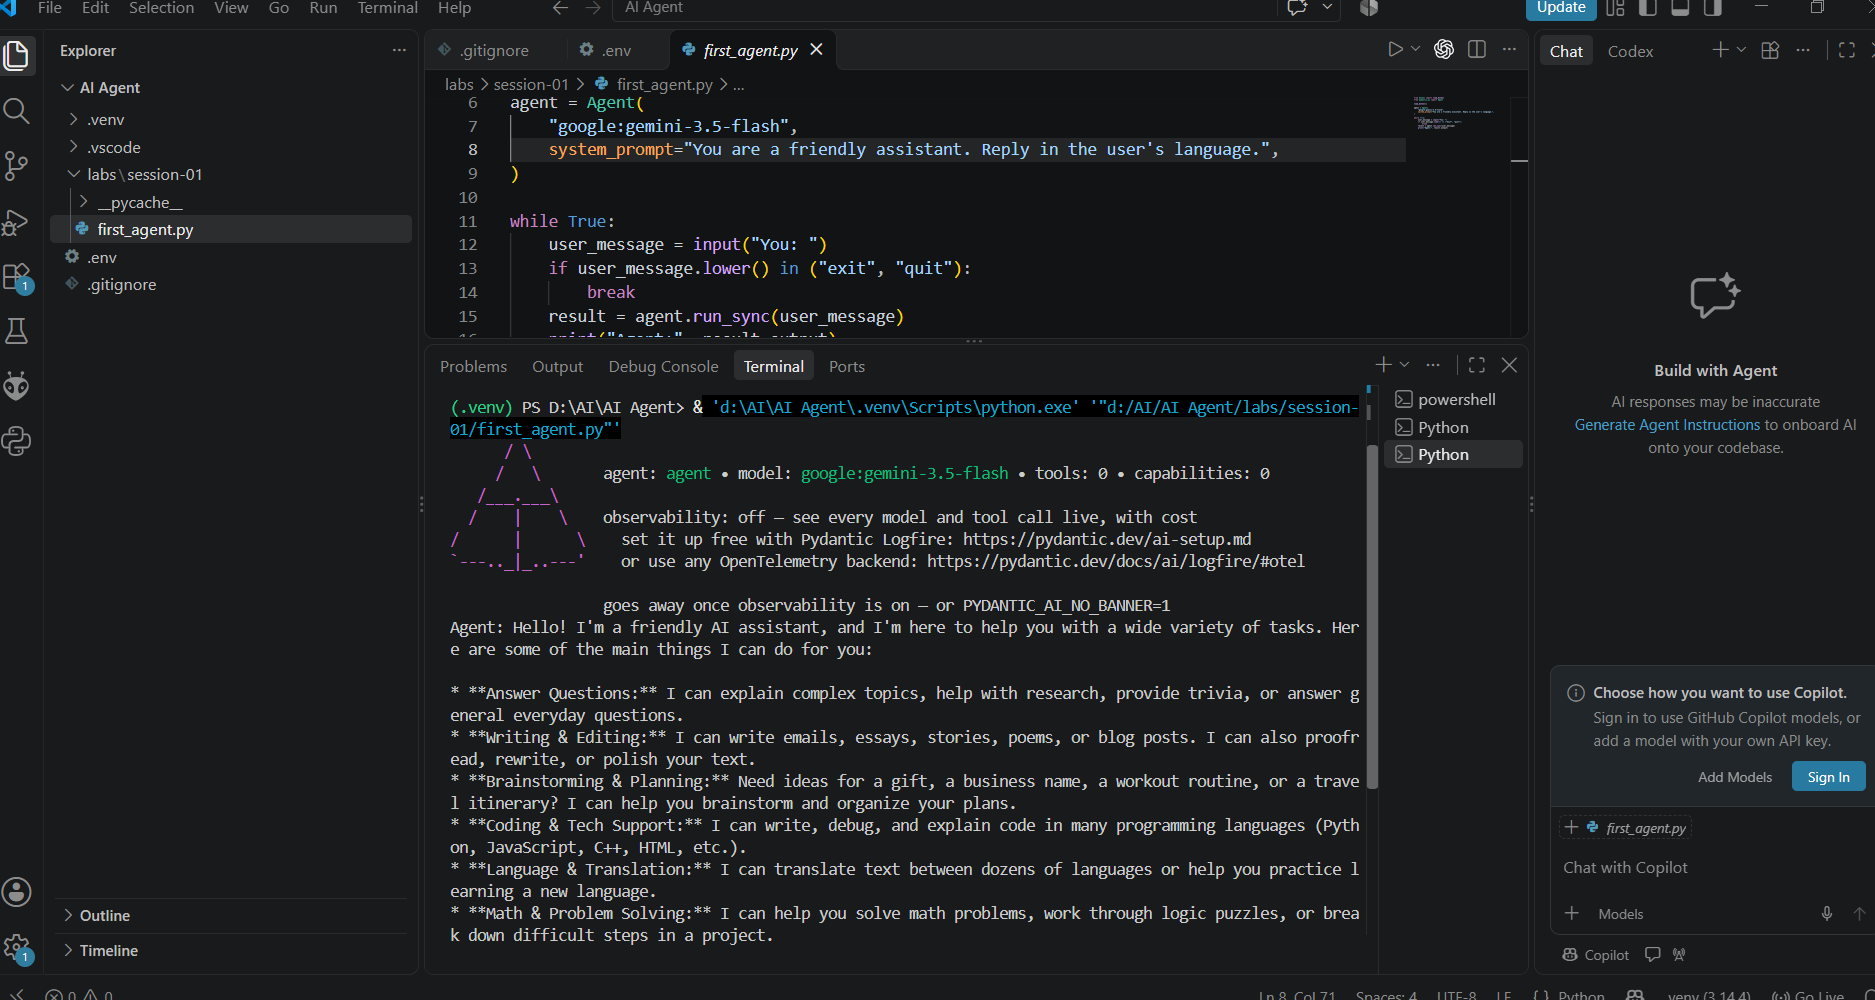 File Edit Selection View Go Run Terminal Help
AI Agent
Update
Explorer
AI Agent
.venv
.vscode
labs\session-01
__pycache__
first_agent.py
.env
.gitignore
1
1
Outline
Timeline
.gitignore .env first_agent.py
labs > session-01 > first_agent.py > ...
6 agent = Agent(
7 "google:gemini-3.5-flash",
8 system_prompt="You are a friendly assistant. Reply in the user's language.",
9 )
10
11 while True:
12 user_message = input("You: ")
13 if user_message.lower() in ("exit", "quit"):
14 break
15 result = agent.run_sync(user_message)
Problems Output Debug Console Terminal Ports
(.venv) PS D:\AI\AI Agent> & 'd:\AI\AI Agent\.venv\Scripts\python.exe' '"d:/AI/AI Agent/labs/session-
01/first_agent.py"'
agent: agent • model: google:gemini-3.5-flash • tools: 0 • capabilities: 0
observability: off — see every model and tool call live, with cost
set it up free with Pydantic Logfire: https://pydantic.dev/ai-setup.md
or use any OpenTelemetry backend: https://pydantic.dev/docs/ai/logfire/#otel
goes away once observability is on — or PYDANTIC_AI_NO_BANNER=1
Agent: Hello! I'm a friendly AI assistant, and I'm here to help you with a wide variety of tasks. Her
e are some of the main things I can do for you:
* **Answer Questions:** I can explain complex topics, help with research, provide trivia, or answer g
eneral everyday questions.
* **Writing & Editing:** I can write emails, essays, stories, poems, or blog posts. I can also proofr
ead, rewrite, or polish your text.
* **Brainstorming & Planning:** Need ideas for a gift, a business name, a workout routine, or a trave
l itinerary? I can help you brainstorm and organize your plans.
* **Coding & Tech Support:** I can write, debug, and explain code in many programming languages (Pyth
on, JavaScript, C++, HTML, etc.).
* **Language & Translation:** I can translate text between dozens of languages or help you practice l
earning a new language.
* **Math & Problem Solving:** I can help you solve math problems, work through logic puzzles, or brea
k down difficult steps in a project.
powershell
Python
Python
Chat Codex
Build with Agent
AI responses may be inaccurate
Generate Agent Instructions to onboard AI
onto your codebase.
Choose how you want to use Copilot.
Sign in to use GitHub Copilot models, or
add a model with your own API key.
Add Models Sign In
first_agent.py
Chat with Copilot
Models
Copilot
0 0 Ln 8, Col 71 Spaces: 4 UTF-8 LF { } Python .venv (3.14.4) Go Live